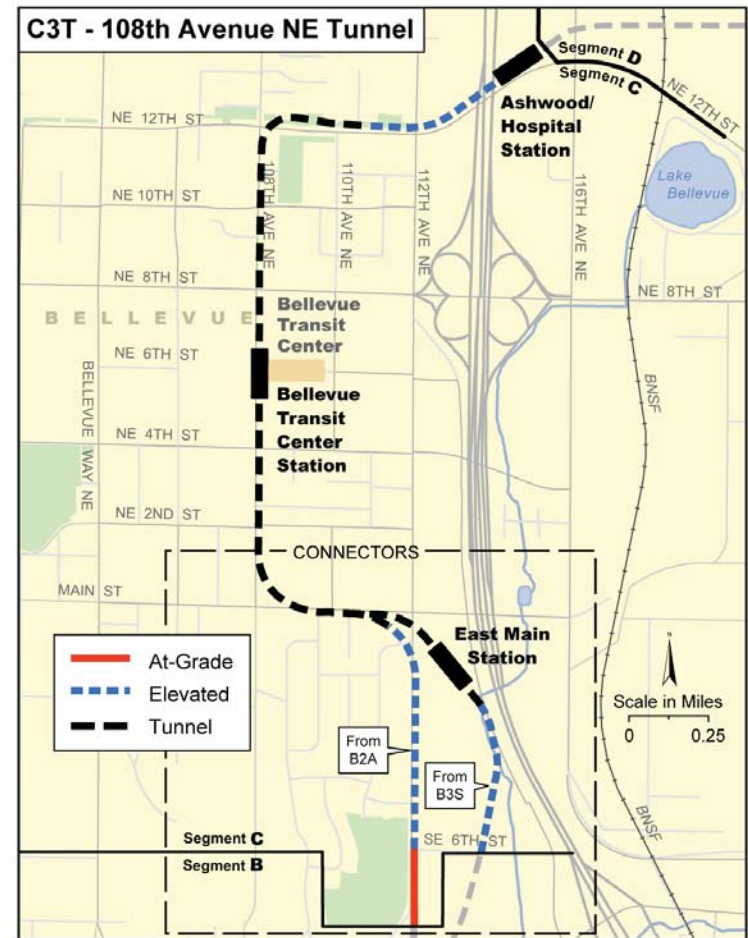 C3T - 108th Avenue NE Tunnel
Segment D
Segment C
NE 12TH ST
Ashwood/
Hospital
Station
NE 12TH ST
108TH AVE NE
110TH AVE NE
112TH AVE NE
116TH AVE NE
Lake
Bellevue
NE 10TH ST
NE 8TH ST
NE 8TH ST
BELLEVUE
Bellevue
Transit
Center
NE 6TH ST
BELLEVUE WAY NE
Bellevue
Transit
Center
Station
BNSF
NE 4TH ST
NE 2ND ST
CONNECTORS
MAIN ST
East Main
Station
At-Grade
Elevated
Tunnel
N
Scale in Miles
0 0.25
From
B2A
From
B3S
BNSF
Segment C
Segment B
SE 6TH ST